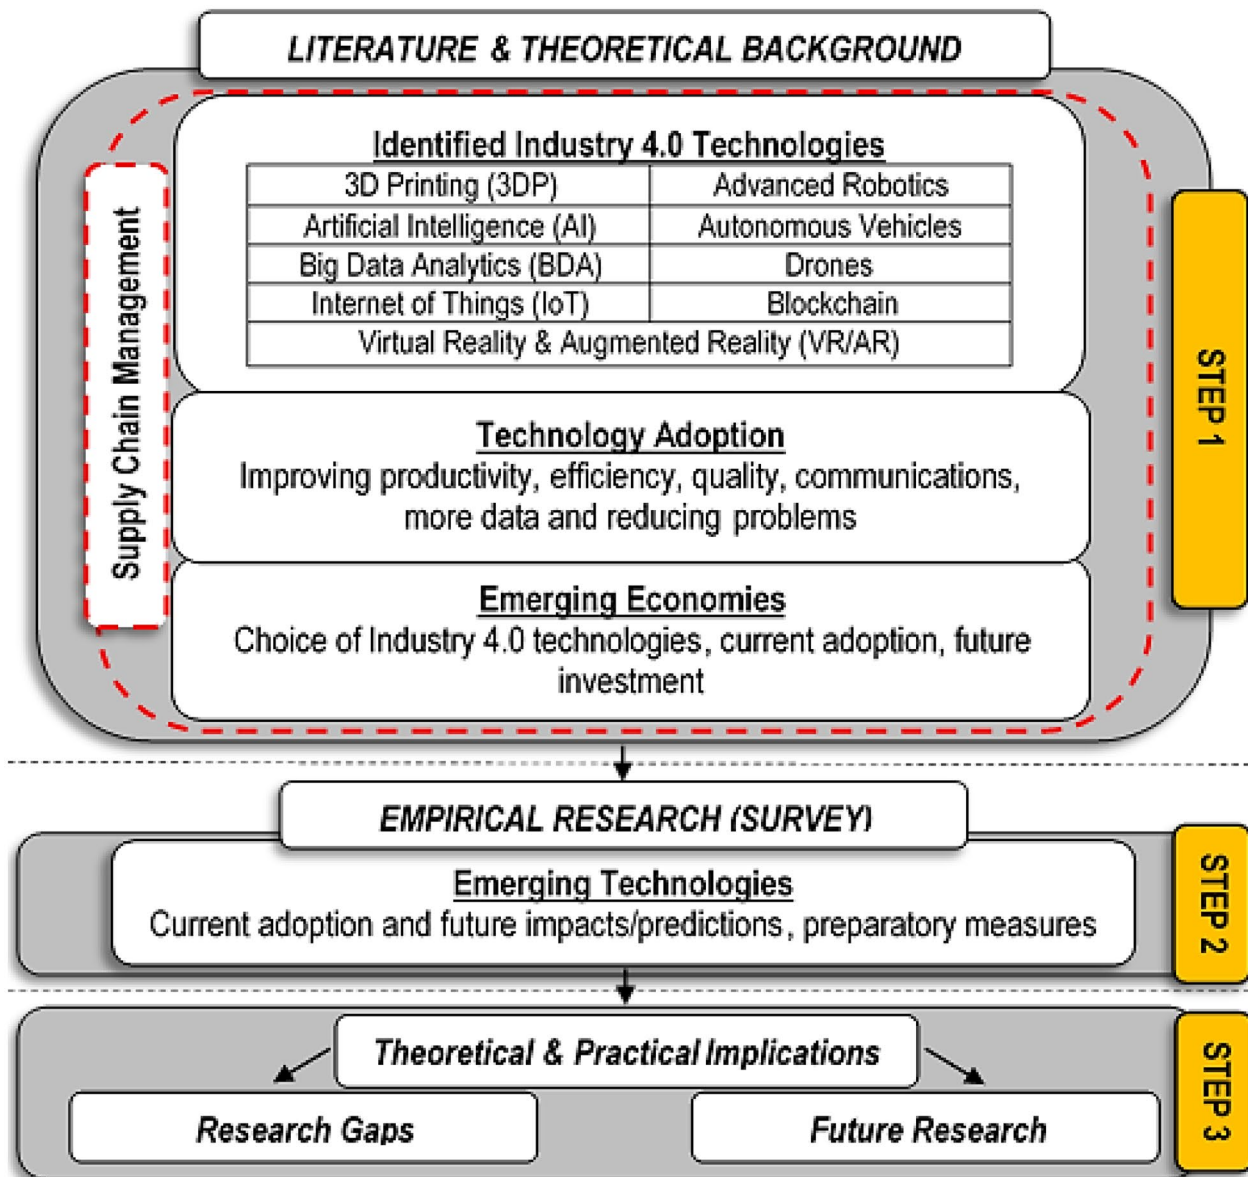 LITERATURE & THEORETICAL BACKGROUND
Supply Chain Management
Identified Industry 4.0 Technologies
3D Printing (3DP) Advanced Robotics
Artificial Intelligence (AI) Autonomous Vehicles
Big Data Analytics (BDA) Drones
Internet of Things (IoT) Blockchain
Virtual Reality & Augmented Reality (VR/AR)
Technology Adoption
Improving productivity, efficiency, quality, communications,
more data and reducing problems
Emerging Economies
Choice of Industry 4.0 technologies, current adoption, future
investment
STEP 1
EMPIRICAL RESEARCH (SURVEY)
Emerging Technologies
Current adoption and future impacts/predictions, preparatory measures
STEP 2
Theoretical & Practical Implications
Research Gaps
Future Research
STEP 3